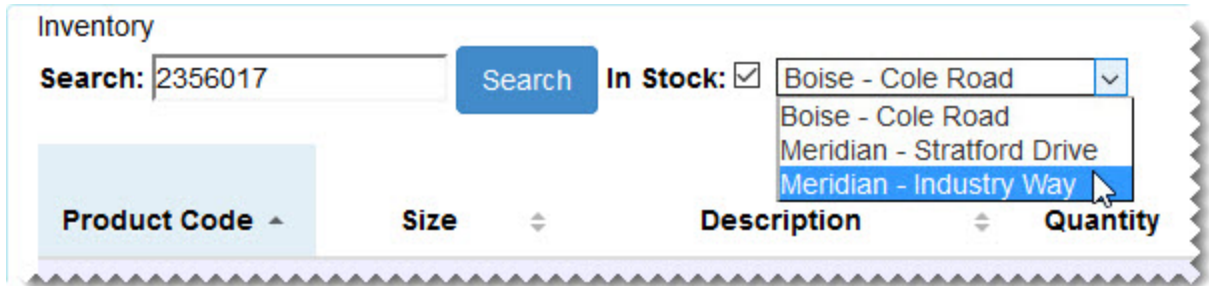 Inventory
Search: 2356017 Search In Stock: Boise - Cole Road
Boise - Cole Road
Meridian - Stratford Drive
Meridian - Industry Way
Product Code Size Description Quantity